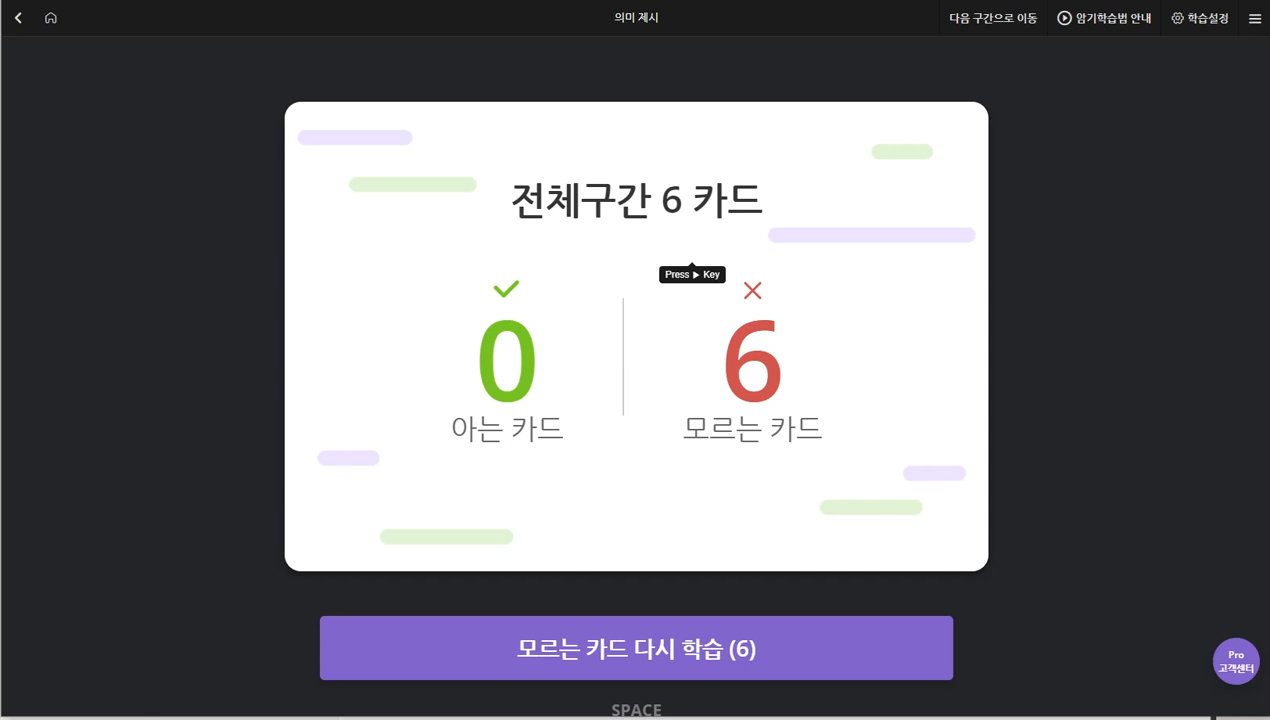 의미 제시
다음 구간으로 이동
암기학습법 안내
학습설정
전체구간 6 카드
Press ▶ Key
0
아는 카드
6
모르는 카드
모르는 카드 다시 학습 (6)
SPACE
Pro
고객센터